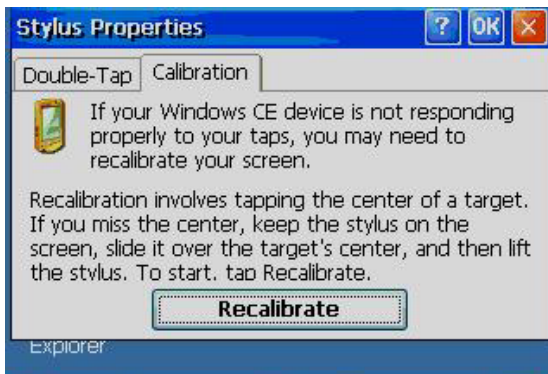 Stylus Properties ? OK
Double-Tap Calibration
If your Windows CE device is not responding
properly to your taps, you may need to
recalibrate your screen.
Recalibration involves tapping the center of a target.
If you miss the center, keep the stylus on the
screen, slide it over the target's center, and then lift
the stylus. To start, tap Recalibrate.
Recalibrate
Explorer